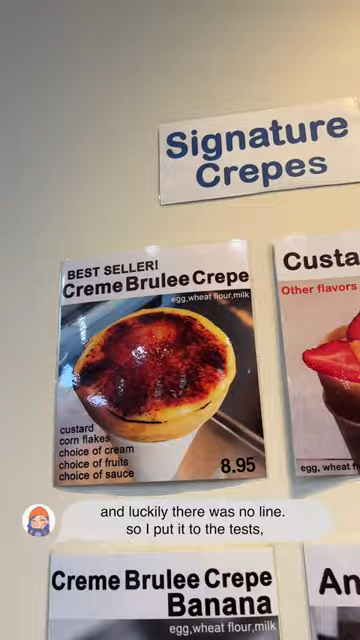 Signature
Crepes
BEST SELLER!
Creme Brulee Crepe
egg,wheat flour,milk
custard
corn flakes
choice of cream
choice of fruits
choice of sauce
8.95
Custa
Other flavors
egg, wheat f
and luckily there was no line.
so I put it to the tests,
Creme Brulee Crepe
Banana
egg,wheat flour,milk
An